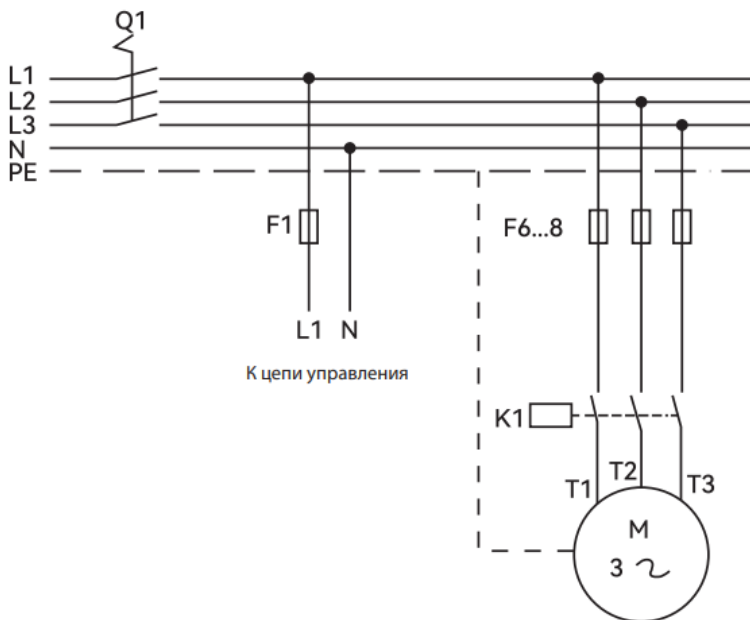 Q1
L1
L2
L3
N
PE
F1
F6...8
L1 N
К цепи управления
K1
T1 T2 T3
M
3